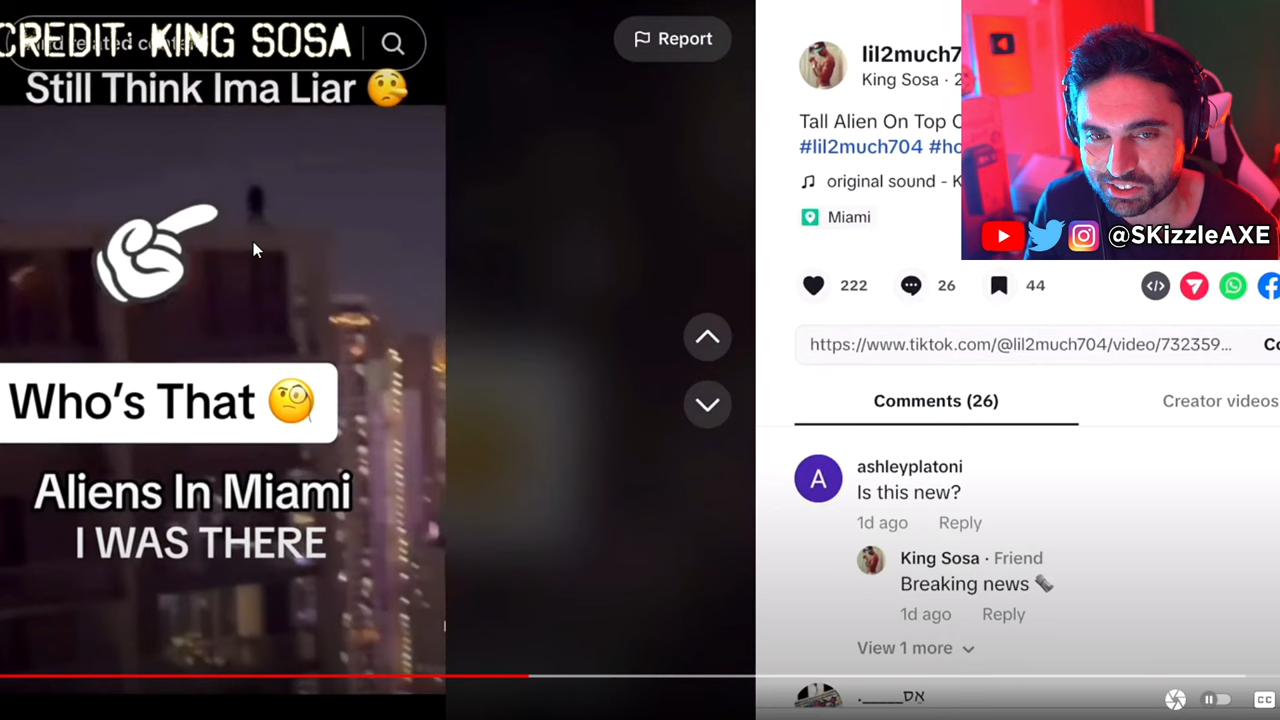 CREDIT: KING SOSA
Still Think Ima Liar
Who's That
Aliens In Miami
I WAS THERE
Report
lil2much7
King Sosa · 2
Tall Alien On Top
#lil2much704 #ho
original sound - K
Miami
@SKizzleAXE
222
26
44
https://www.tiktok.com/@lil2much704/video/732359...
Co
Comments (26)
Creator videos
A
ashleyplatoni
Is this new?
1d ago
Reply
King Sosa · Friend
Breaking news
1d ago
Reply
View 1 more
אס_____.
CC